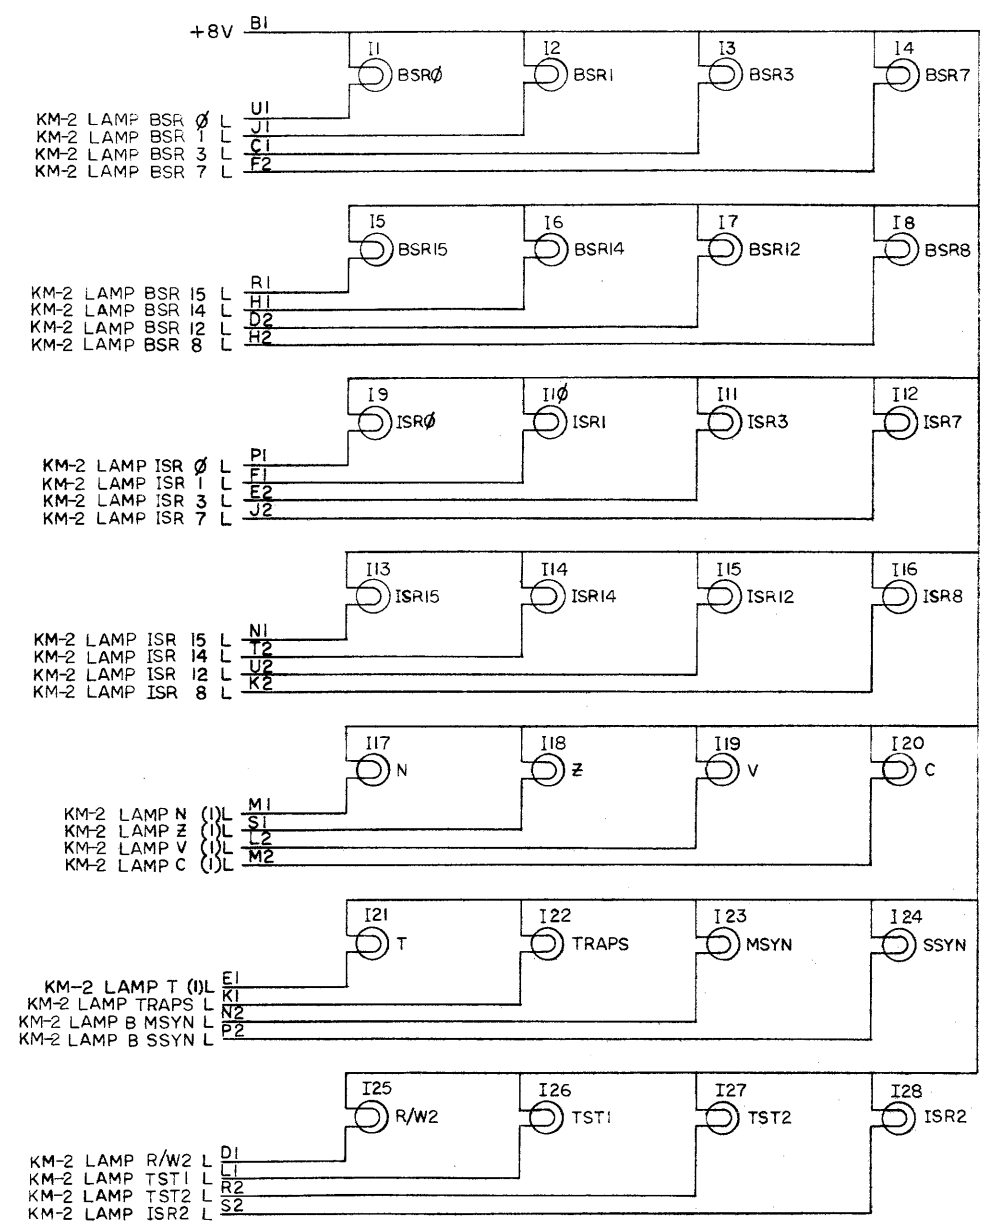 +8V B1
I1 I2 I3 I4
BSRØ BSR1 BSR3 BSR7
KM-2 LAMP BSR Ø L U1
KM-2 LAMP BSR 1 L J1
KM-2 LAMP BSR 3 L C1
KM-2 LAMP BSR 7 L F2
I5 I6 I7 I8
BSR15 BSR14 BSR12 BSR8
KM-2 LAMP BSR 15 L R1
KM-2 LAMP BSR 14 L H1
KM-2 LAMP BSR 12 L D2
KM-2 LAMP BSR 8 L H2
I9 I1Ø I11 I12
ISRØ ISR1 ISR3 ISR7
KM-2 LAMP ISR Ø L P1
KM-2 LAMP ISR 1 L F1
KM-2 LAMP ISR 3 L E2
KM-2 LAMP ISR 7 L J2
I13 I14 I15 I16
ISR15 ISR14 ISR12 ISR8
KM-2 LAMP ISR 15 L N1
KM-2 LAMP ISR 14 L T2
KM-2 LAMP ISR 12 L U2
KM-2 LAMP ISR 8 L K2
I17 I18 I19 I20
N Z V C
KM-2 LAMP N (1)L M1
KM-2 LAMP Z (1)L S1
KM-2 LAMP V (1)L L2
KM-2 LAMP C (1)L M2
I21 I22 I23 I24
T TRAPS MSYN SSYN
KM-2 LAMP T (1)L E1
KM-2 LAMP TRAPS L K1
KM-2 LAMP B MSYN L N2
KM-2 LAMP B SSYN L P2
I25 I26 I27 I28
R/W2 TST1 TST2 ISR2
KM-2 LAMP R/W2 L D1
KM-2 LAMP TST1 L L1
KM-2 LAMP TST2 L R2
KM-2 LAMP ISR2 L S2